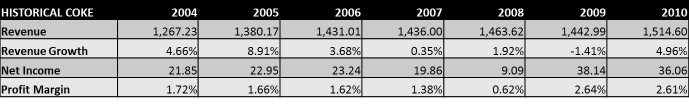 HISTORICAL COKE 2004 2005 2006 2007 2008 2009 2010
Revenue 1,267.23 1,380.17 1,431.01 1,436.00 1,463.62 1,442.99 1,514.60
Revenue Growth 4.66% 8.91% 3.68% 0.35% 1.92% -1.41% 4.96%
Net Income 21.85 22.95 23.24 19.86 9.09 38.14 36.06
Profit Margin 1.72% 1.66% 1.62% 1.38% 0.62% 2.64% 2.61%